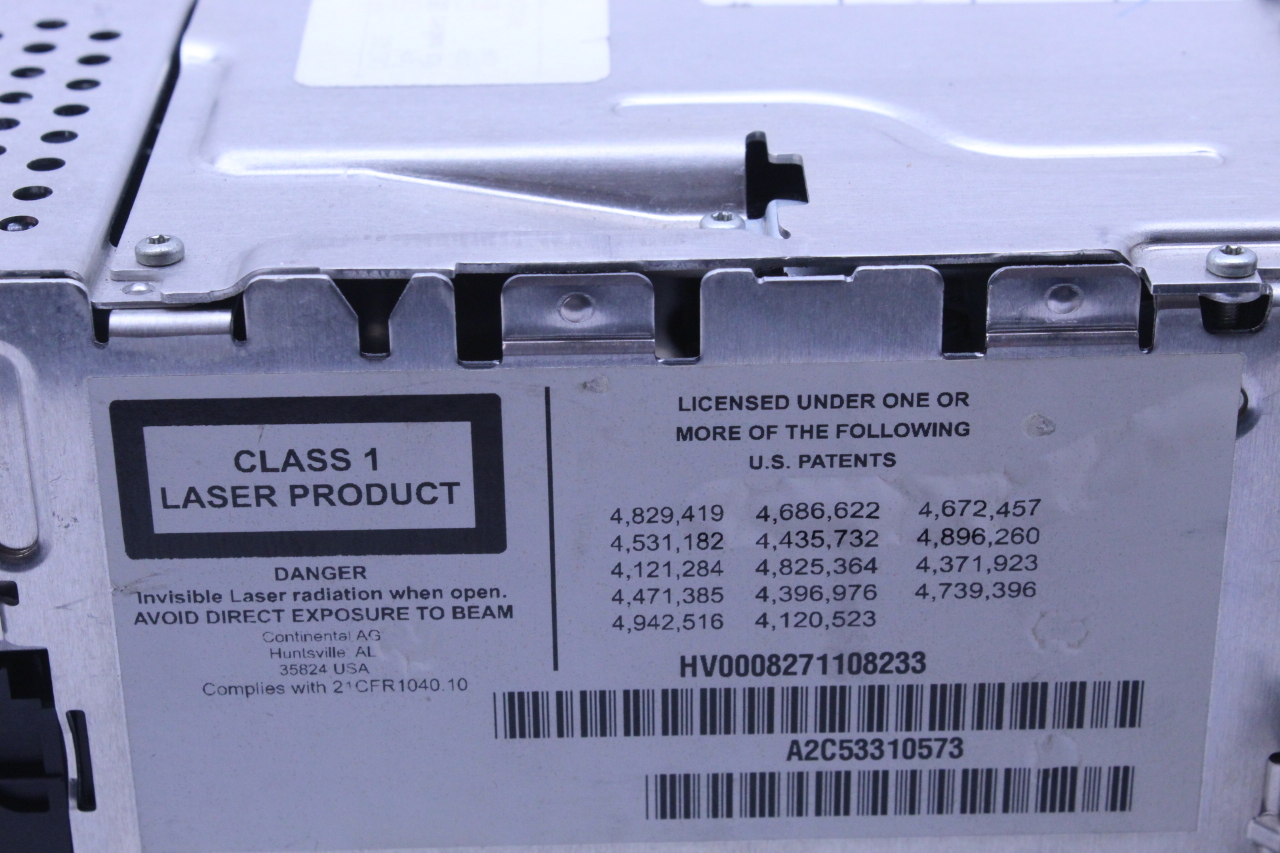 CLASS 1
LASER PRODUCT
DANGER
Invisible Laser radiation when open.
AVOID DIRECT EXPOSURE TO BEAM
Continental AG
Huntsville AL
35824 USA
Complies with 21CFR1040.10
LICENSED UNDER ONE OR
MORE OF THE FOLLOWING
U.S. PATENTS
4,829,419 4,686,622 4,672,457
4,531,182 4,435,732 4,896,260
4,121,284 4,825,364 4,371,923
4,471,385 4,396,976 4,739,396
4,942,516 4,120,523
HV0008271108233
A2C53310573